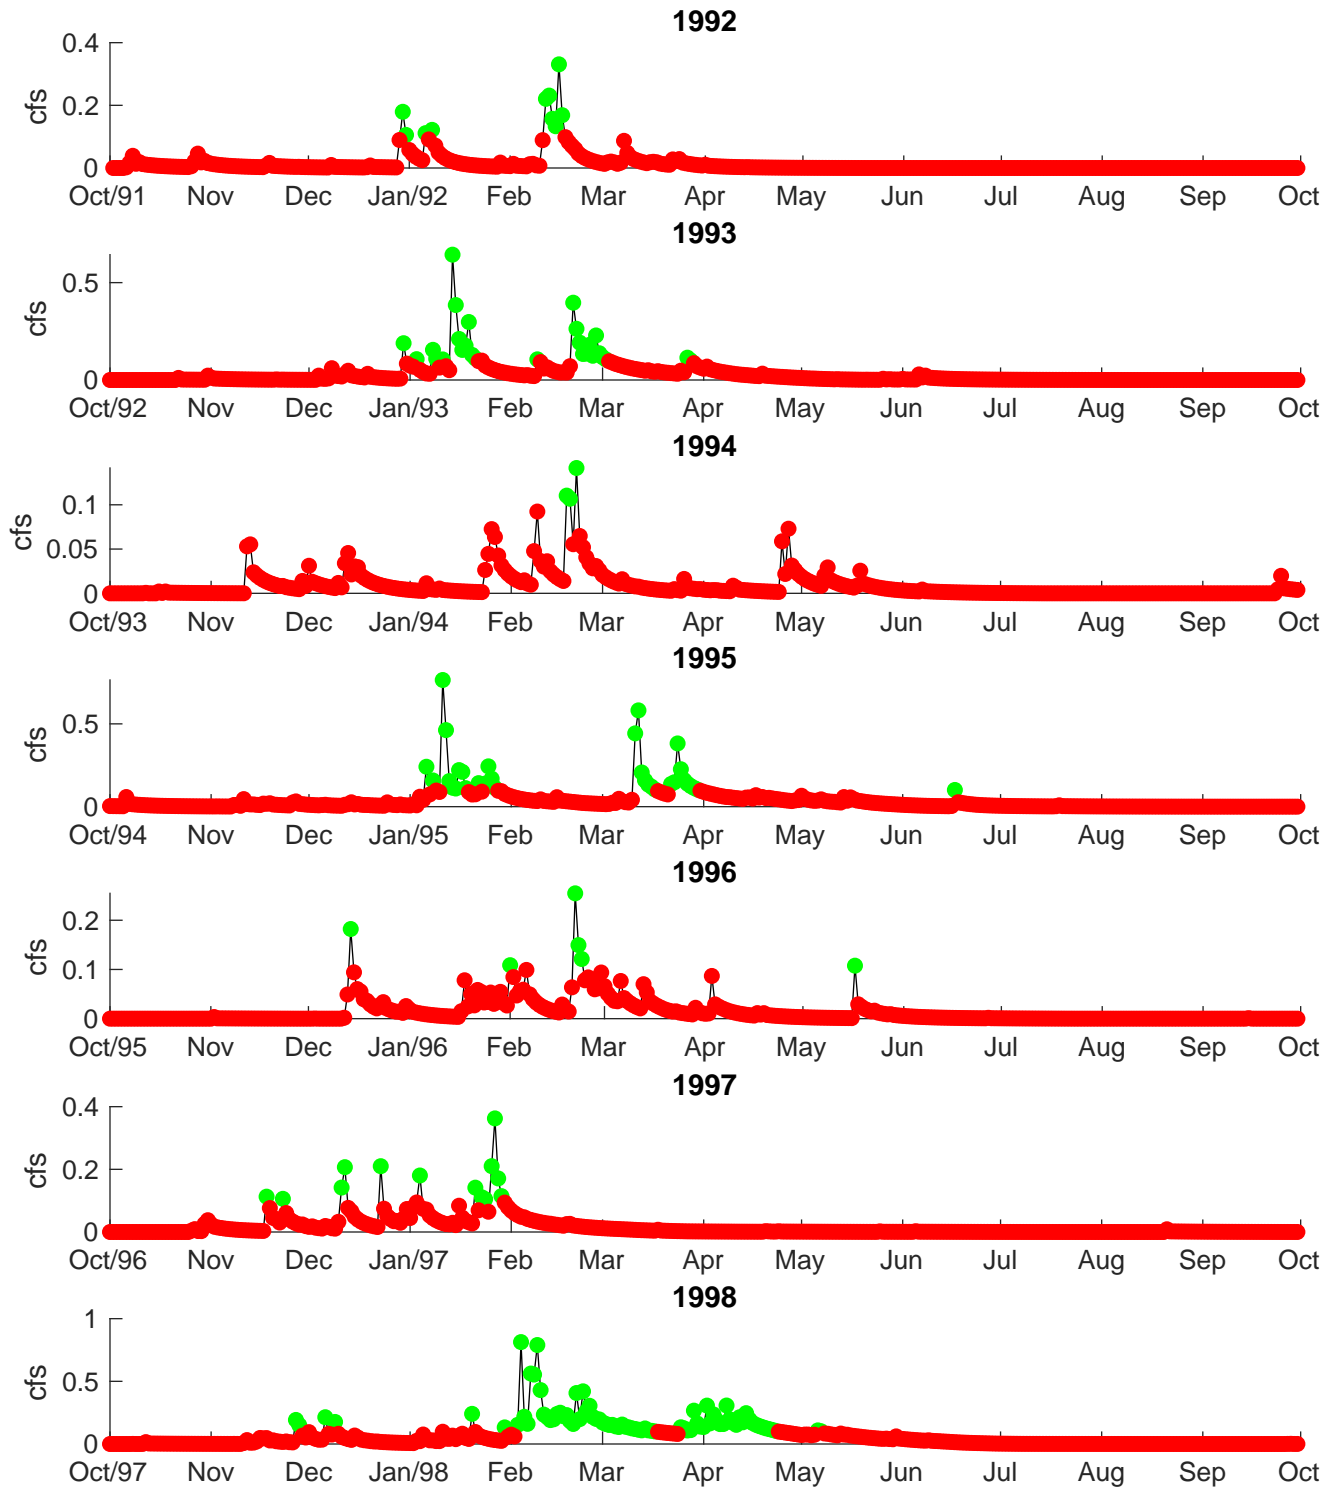 1992
0.4
0.2
0
cfs
Oct/91 Nov Dec Jan/92 Feb Mar Apr May Jun Jul Aug Sep Oct
1993
0.5
0
cfs
Oct/92 Nov Dec Jan/93 Feb Mar Apr May Jun Jul Aug Sep Oct
1994
0.1
0.05
0
cfs
Oct/93 Nov Dec Jan/94 Feb Mar Apr May Jun Jul Aug Sep Oct
1995
0.5
0
cfs
Oct/94 Nov Dec Jan/95 Feb Mar Apr May Jun Jul Aug Sep Oct
1996
0.2
0.1
0
cfs
Oct/95 Nov Dec Jan/96 Feb Mar Apr May Jun Jul Aug Sep Oct
1997
0.4
0.2
0
cfs
Oct/96 Nov Dec Jan/97 Feb Mar Apr May Jun Jul Aug Sep Oct
1998
1
0.5
0
cfs
Oct/97 Nov Dec Jan/98 Feb Mar Apr May Jun Jul Aug Sep Oct